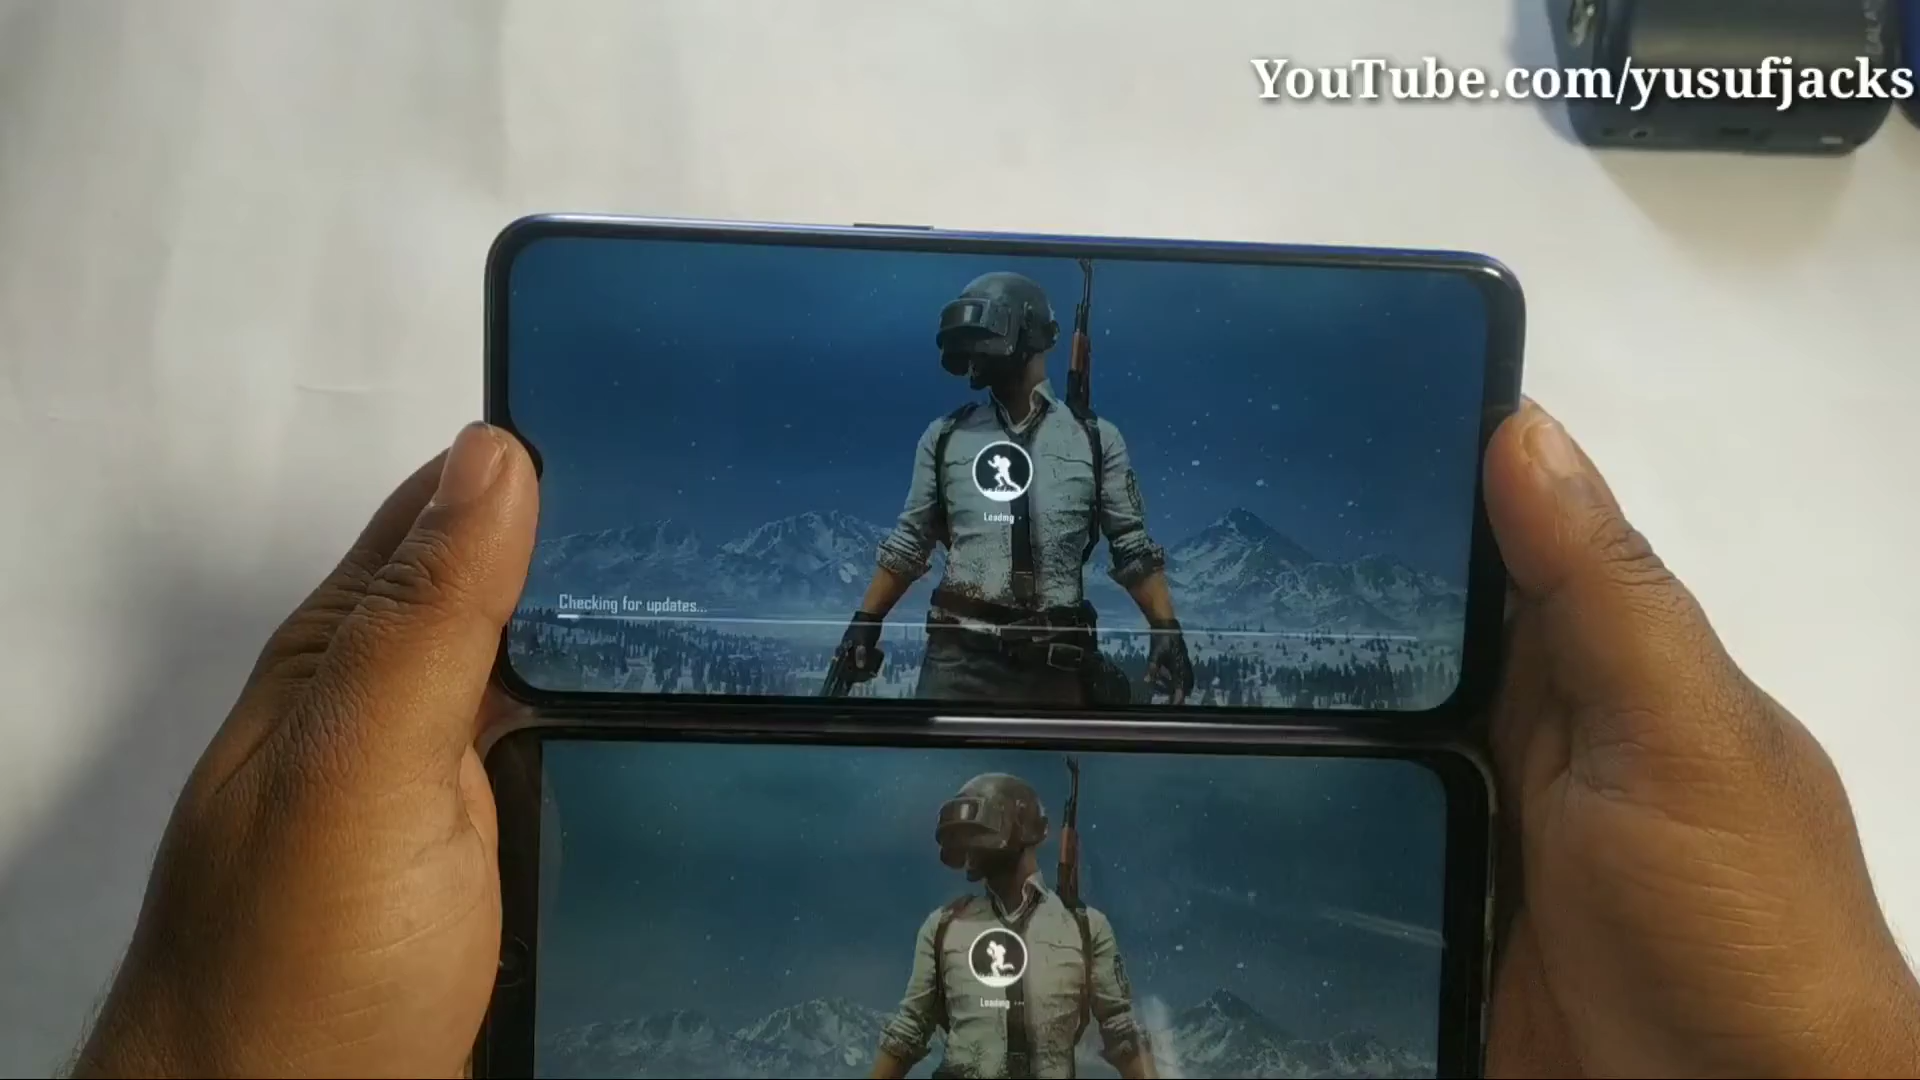 YouTube.com/yusufjacks
Loading
Checking for updates...
Loading ...